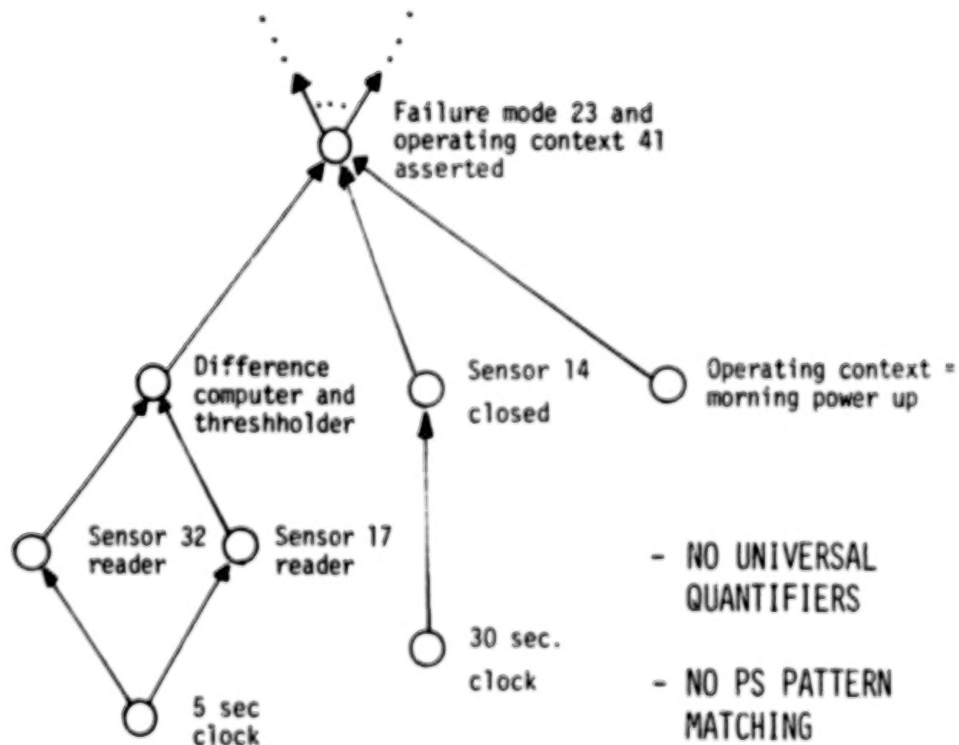 Failure mode 23 and
operating context 41
asserted
Difference
computer and
threshholder
Sensor 14
closed
Operating context =
morning power up
Sensor 32
reader
Sensor 17
reader
- NO UNIVERSAL
QUANTIFIERS
30 sec.
clock
- NO PS PATTERN
MATCHING
5 sec
clock